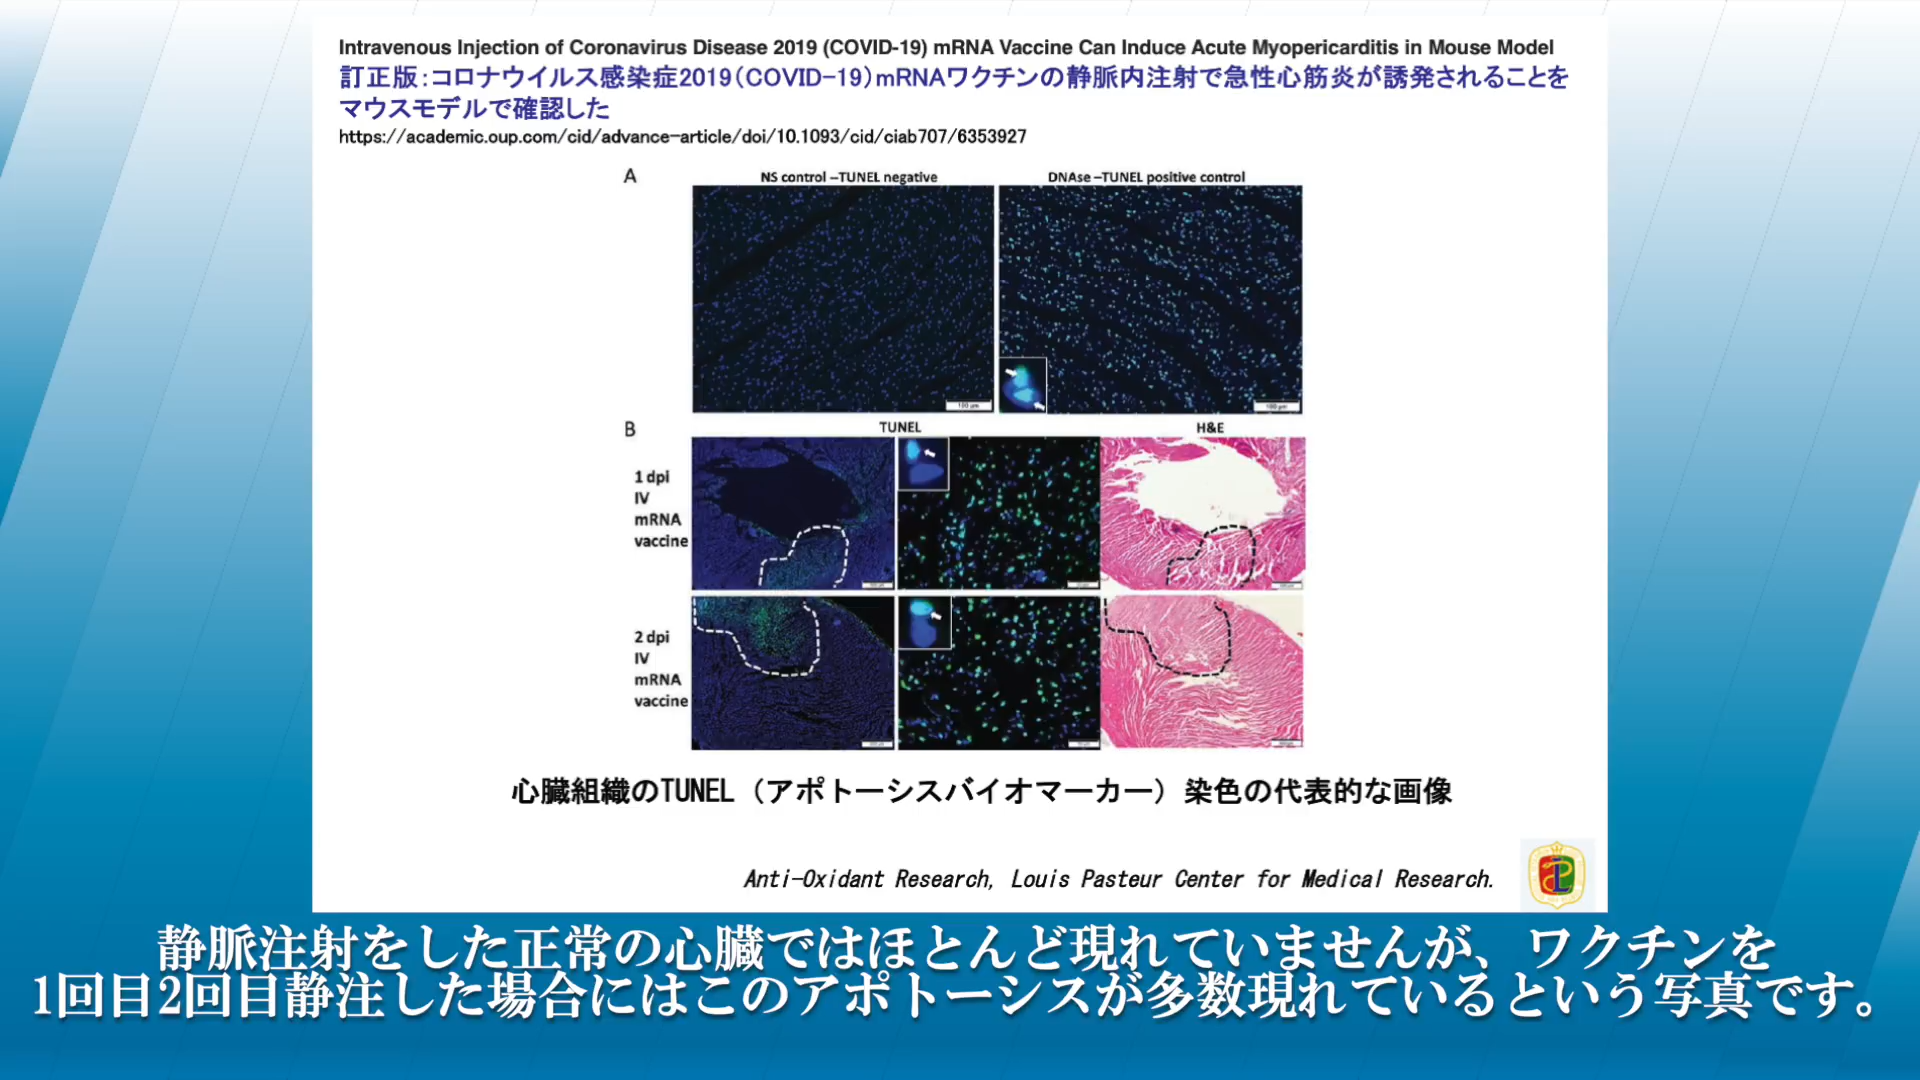 Intravenous Injection of Coronavirus Disease 2019 (COVID-19) mRNA Vaccine Can Induce Acute Myopericarditis in Mouse Model
訂正版：コロナウイルス感染症2019（COVID-19）mRNAワクチンの静脈内注射で急性心筋炎が誘発されることを
マウスモデルで確認した
https://academic.oup.com/cid/advance-article/doi/10.1093/cid/ciab707/6353927
A
NS control –TUNEL negative
DNAse –TUNEL positive control
100 µm
100 µm
B
TUNEL
H&E
1 dpi
IV
mRNA
vaccine
2 dpi
IV
mRNA
vaccine
心臓組織のTUNEL（アポトーシスバイオマーカー）染色の代表的な画像
Anti-Oxidant Research, Louis Pasteur Center for Medical Research.
静脈注射をした正常の心臓ではほとんど現れていませんが、ワクチンを
1回目2回目静注した場合にはこのアポトーシスが多数現れているという写真です。